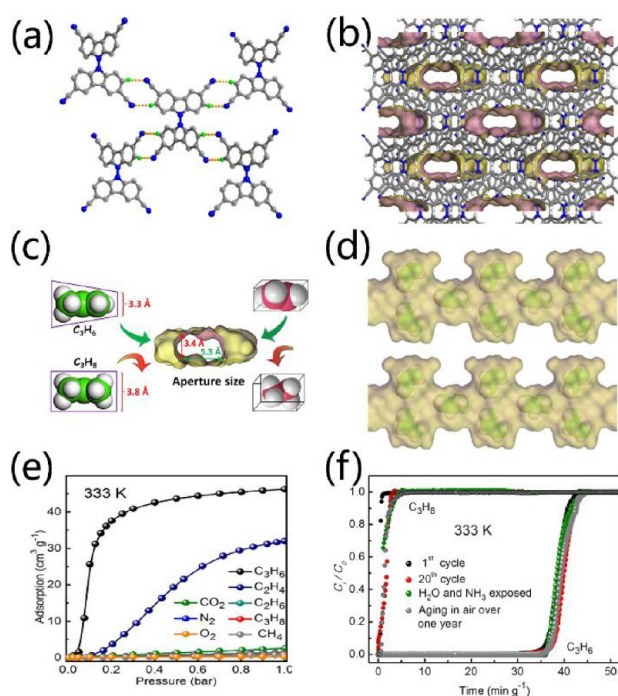 (a)
(b)
(c)
3.3 Å
C3H6
C3H8
3.8 Å
3.4 Å
5.3 Å
Aperture size
(d)
(e)
333 K
Adsorption (cm³ g⁻¹)
40
30
20
10
0
C3H6
C2H4
CO2
C2H6
N2
C3H8
O2
CH4
0.0 0.2 0.4 0.6 0.8 1.0
Pressure (bar)
(f)
Ci / C0
1.0
0.8
0.6
0.4
0.2
0.0
C3H8
333 K
1st cycle
20th cycle
H2O and NH3 exposed
Aging in air over
one year
C3H6
0 10 20 30 40 50
Time (min g⁻¹)